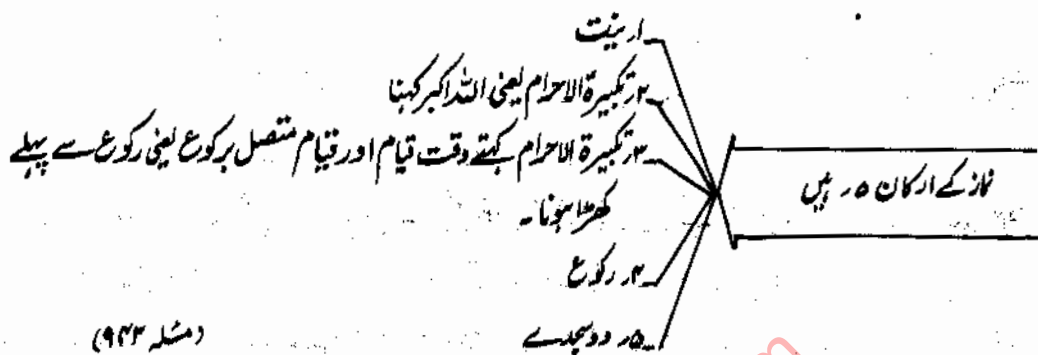 نماز کے ارکان ۵ ہیں
۱۔ نیت
۲۔ تکبیرۃ الاحرام یعنی اللہ اکبر کہنا
۳۔ تکبیرۃ الاحرام کہتے وقت قیام اور قیام متصل برکوع یعنی رکوع سے پہلے
کھڑا ہونا۔
۴۔ رکوع
۵۔ دو سجدے
(مسئلہ ۹۴۳)